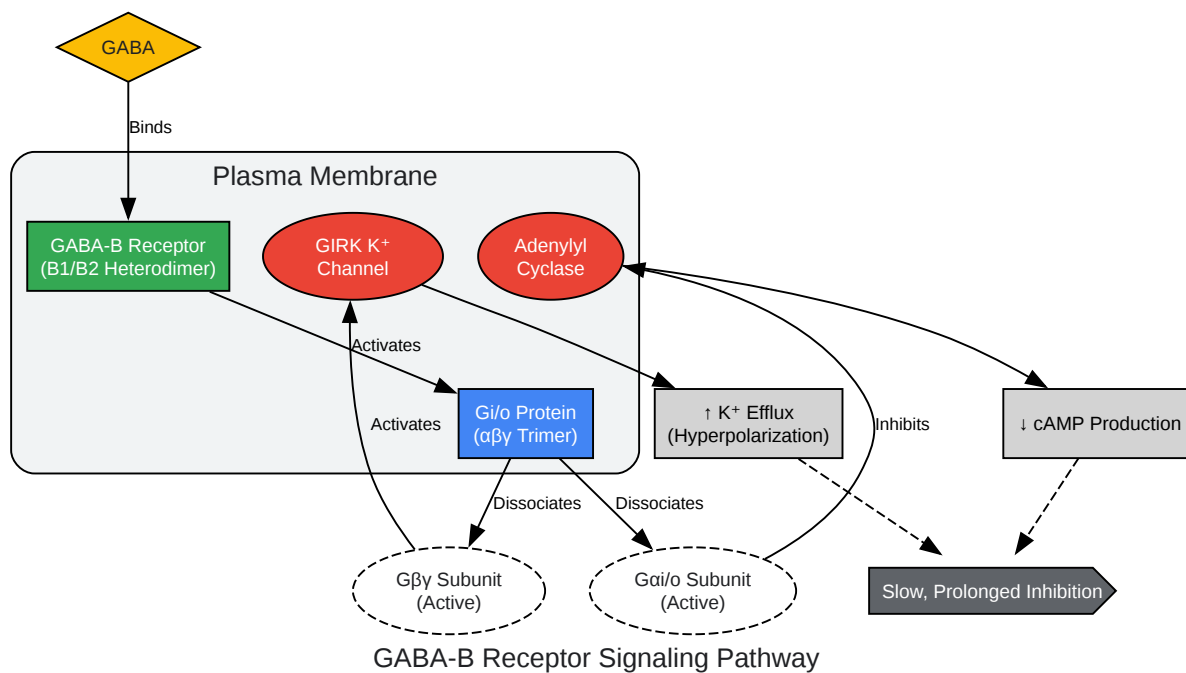 GABA
Binds
Plasma Membrane
GABA-B Receptor
(B1/B2 Heterodimer)
GIRK K⁺
Channel
Adenylyl
Cyclase
Activates
Activates
Gi/o Protein
(αβγ Trimer)
↑ K⁺ Efflux
(Hyperpolarization)
Inhibits
↓ cAMP Production
Dissociates
Dissociates
Gβγ Subunit
(Active)
Gαi/o Subunit
(Active)
Slow, Prolonged Inhibition
GABA-B Receptor Signaling Pathway